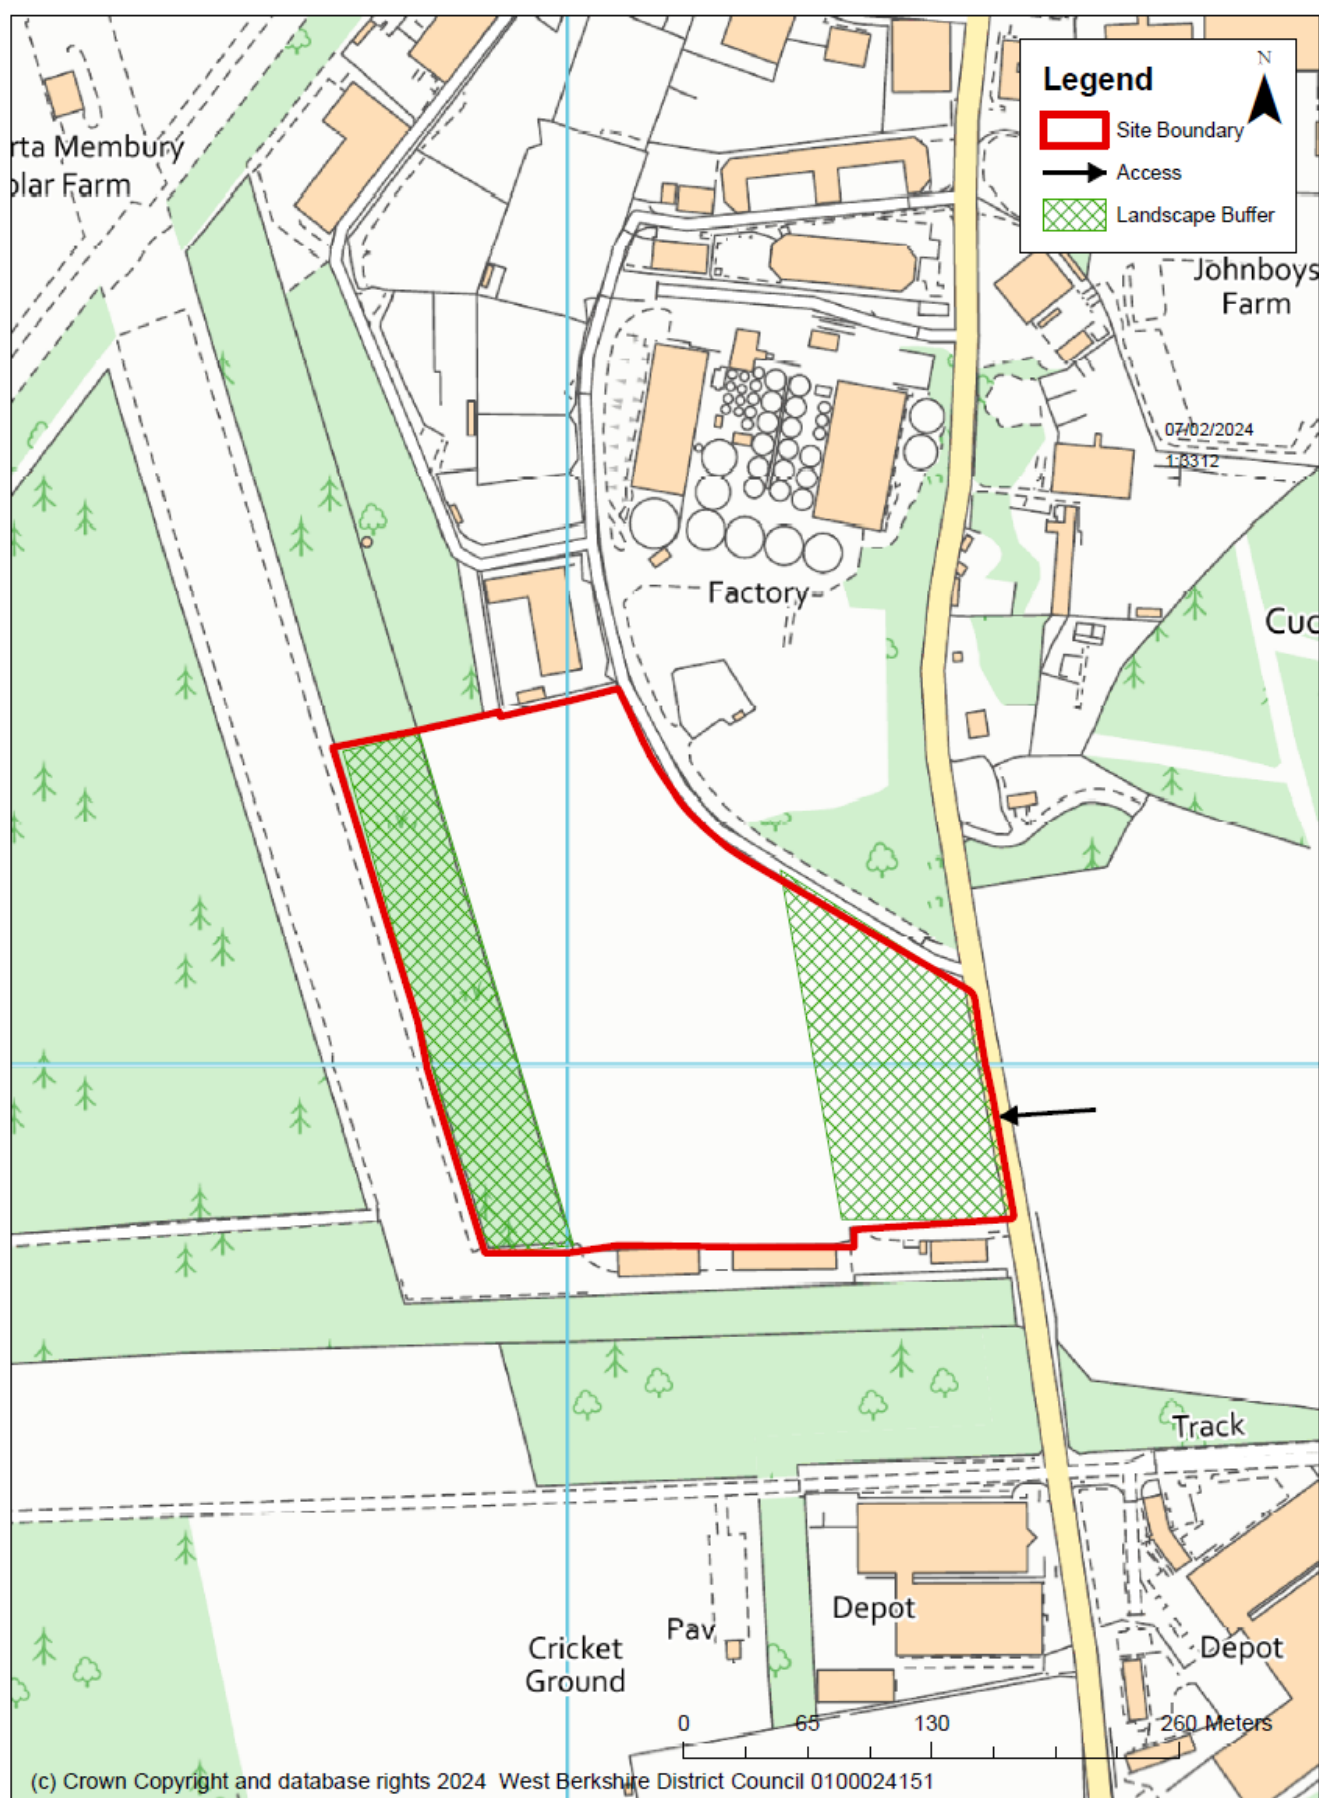 N
Legend
Site Boundary
Access
Landscape Buffer
rta Membury
olar Farm
Johnboys
Farm
07/02/2024
1:3312
Factory
Cuc
Track
Depot
Pav
Depot
Cricket
Ground
0 65 130 260 Meters
(c) Crown Copyright and database rights 2024 West Berkshire District Council 0100024151